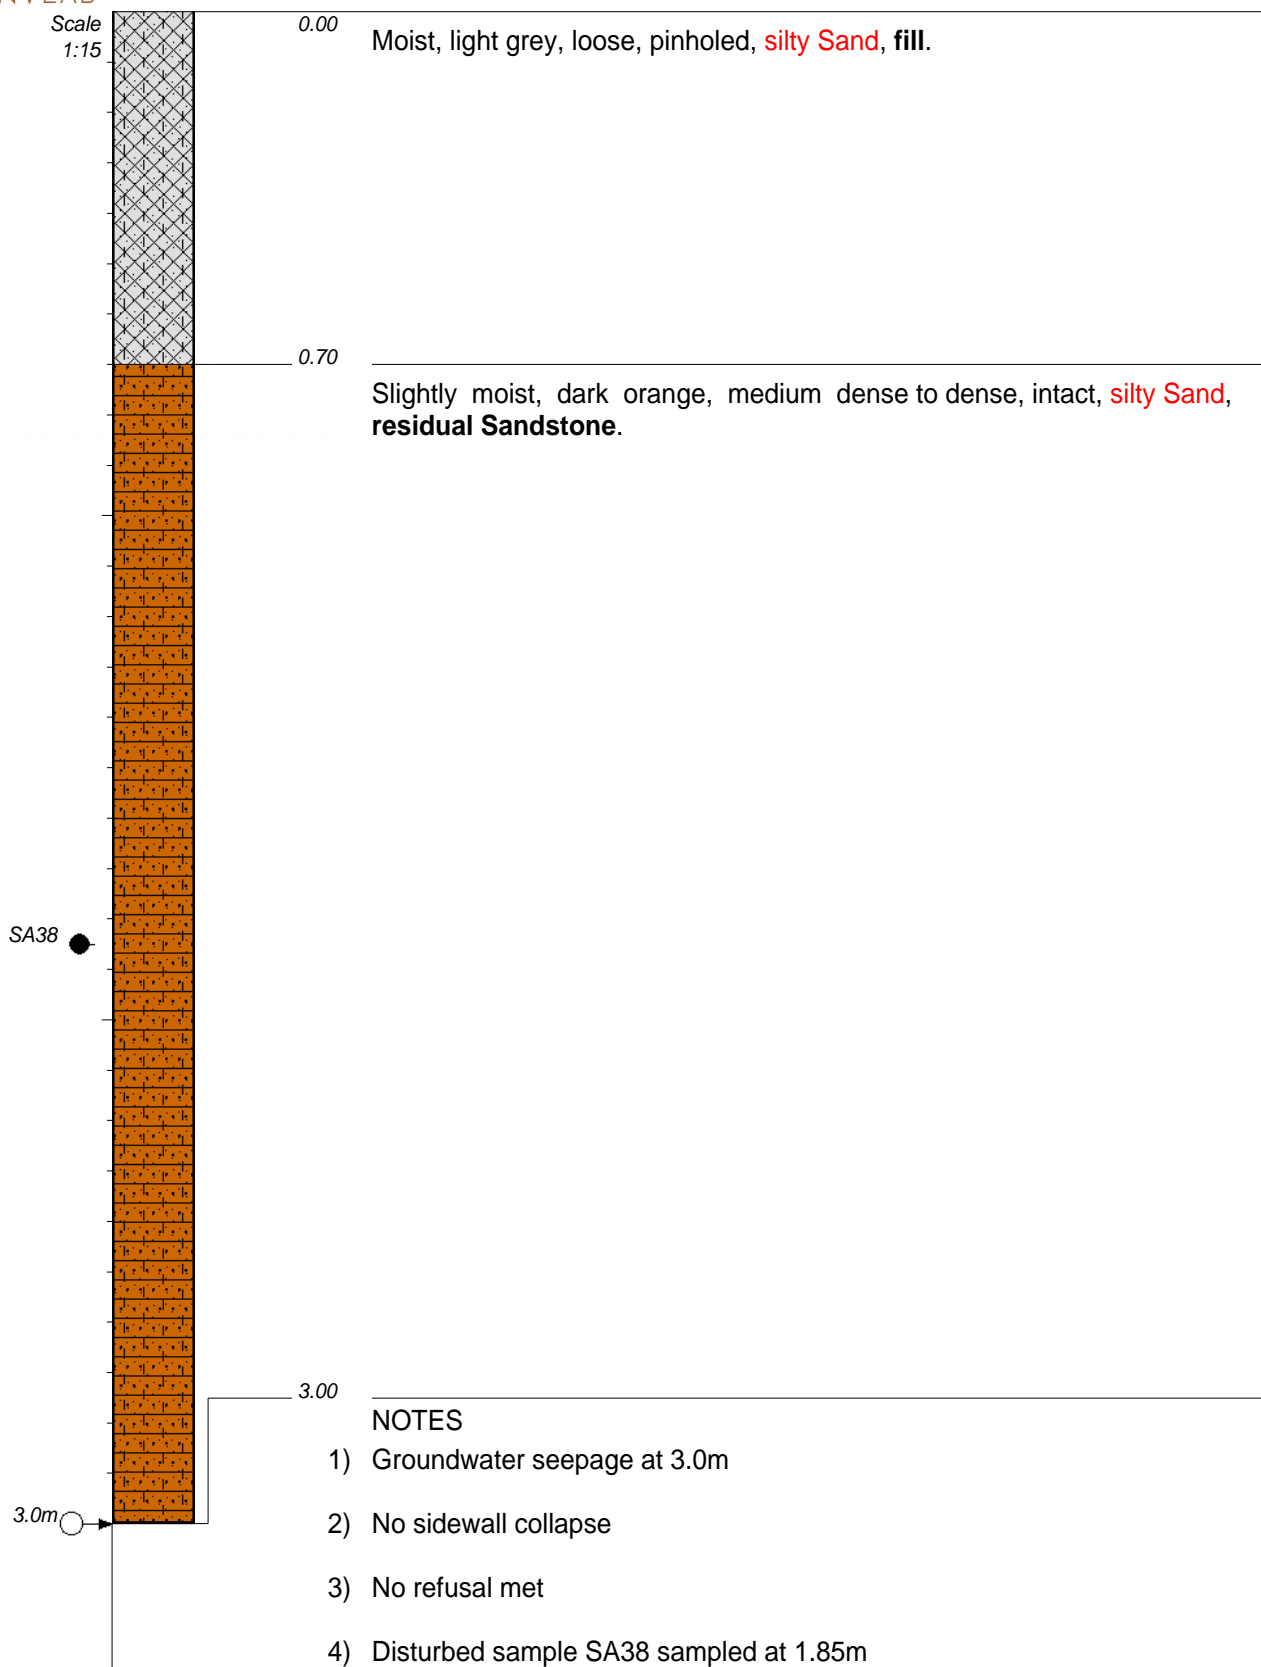 Scale
1:15
0.00
Moist, light grey, loose, pinholed, silty Sand, fill.
0.70
Slightly moist, dark orange, medium dense to dense, intact, silty Sand,
residual Sandstone.
SA38
3.00
NOTES
1) Groundwater seepage at 3.0m
3.0m
2) No sidewall collapse
3) No refusal met
4) Disturbed sample SA38 sampled at 1.85m